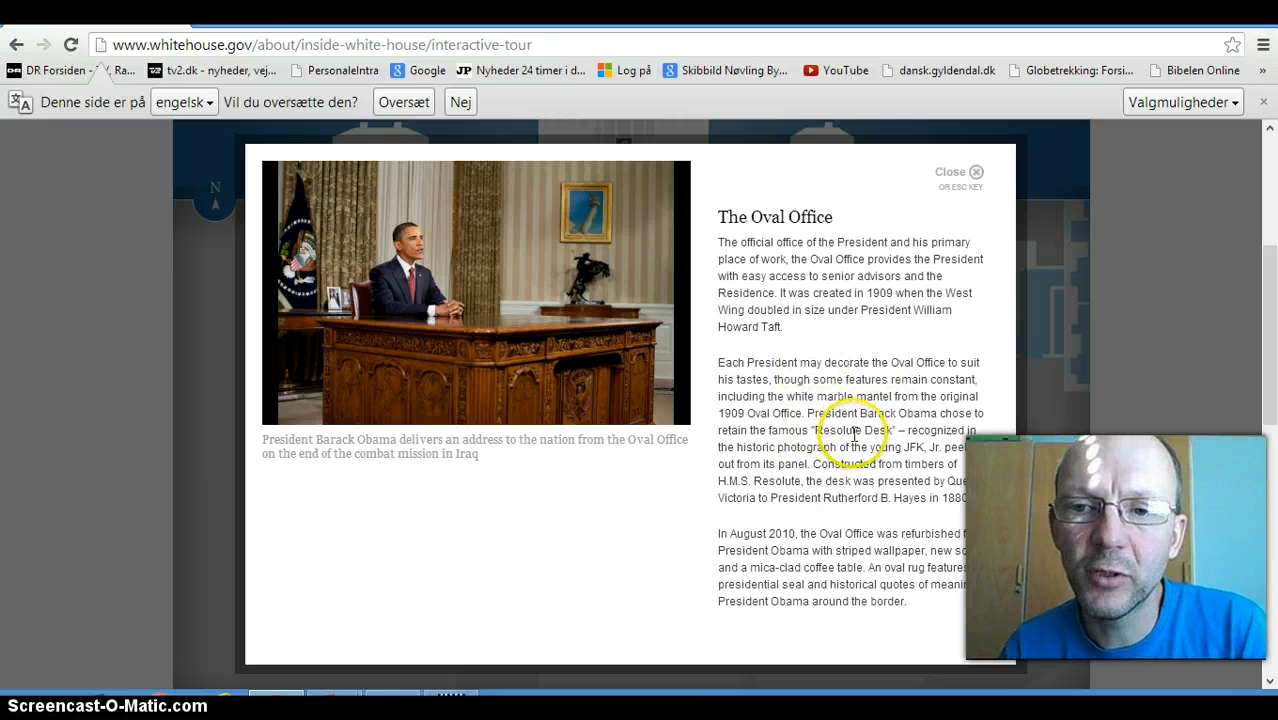 www.whitehouse.gov/about/inside-white-house/interactive-tour
DR Forsiden - Ra...
tv2.dk - nyheder, vej...
PersonaleIntra
Google
JP Nyheder 24 timer i d...
Log på
Skibbild Nøvling By...
YouTube
dansk.gyldendal.dk
Globetrekking: Forsi...
Bibelen Online
»
Denne side er på engelsk Vil du oversætte den? Oversæt Nej Valgmuligheder
N
Close
OR ESC KEY
The Oval Office
The official office of the President and his primary
place of work, the Oval Office provides the President
with easy access to senior advisors and the
Residence. It was created in 1909 when the West
Wing doubled in size under President William
Howard Taft.
Each President may decorate the Oval Office to suit
his tastes, though some features remain constant,
including the white marble mantel from the original
1909 Oval Office. President Barack Obama chose to
retain the famous "Resolute Desk" – recognized in
the historic photograph of the young JFK, Jr. pee
out from its panel. Constructed from timbers of
H.M.S. Resolute, the desk was presented by Que
Victoria to President Rutherford B. Hayes in 1880
In August 2010, the Oval Office was refurbished
President Obama with striped wallpaper, new
and a mica-clad coffee table. An oval rug features
presidential seal and historical quotes of
President Obama around the border.
President Barack Obama delivers an address to the nation from the Oval Office
on the end of the combat mission in Iraq
Screencast-O-Matic.com